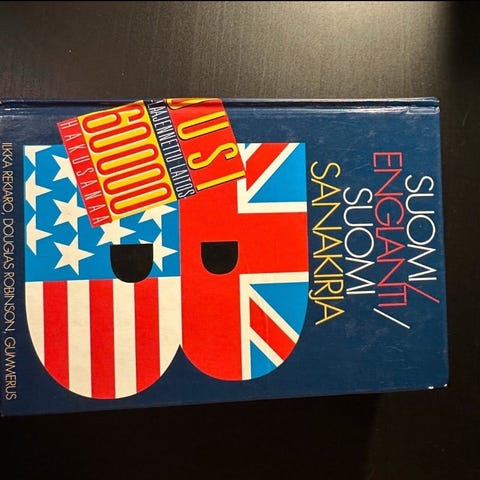 SUOMI/
ENGLANTI/
SUOMI
SANAKIRJA
UUSI
LAAJENNETTU LAITOS
60000
HAKUSANAA
ILKKA REKIARO, DOUGLAS ROBINSON, GUMMERUS